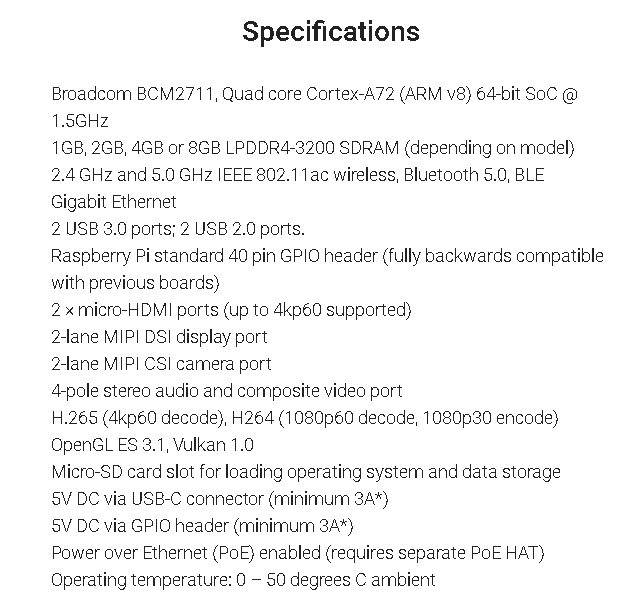 Specifications
Broadcom BCM2711, Quad core Cortex-A72 (ARM v8) 64-bit SoC @
1.5GHz
1GB, 2GB, 4GB or 8GB LPDDR4-3200 SDRAM (depending on model)
2.4 GHz and 5.0 GHz IEEE 802.11ac wireless, Bluetooth 5.0, BLE
Gigabit Ethernet
2 USB 3.0 ports; 2 USB 2.0 ports.
Raspberry Pi standard 40 pin GPIO header (fully backwards compatible
with previous boards)
2 × micro-HDMI ports (up to 4kp60 supported)
2-lane MIPI DSI display port
2-lane MIPI CSI camera port
4-pole stereo audio and composite video port
H.265 (4kp60 decode), H264 (1080p60 decode, 1080p30 encode)
OpenGL ES 3.1, Vulkan 1.0
Micro-SD card slot for loading operating system and data storage
5V DC via USB-C connector (minimum 3A*)
5V DC via GPIO header (minimum 3A*)
Power over Ethernet (PoE) enabled (requires separate PoE HAT)
Operating temperature: 0 – 50 degrees C ambient